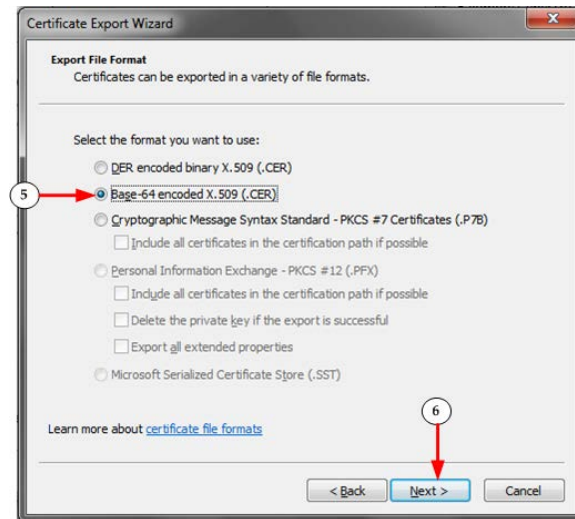 Certificate Export Wizard
Export File Format
Certificates can be exported in a variety of file formats.
Select the format you want to use:
DER encoded binary X.509 (.CER)
5
Base-64 encoded X.509 (.CER)
Cryptographic Message Syntax Standard - PKCS #7 Certificates (.P7B)
Include all certificates in the certification path if possible
Personal Information Exchange - PKCS #12 (.PFX)
Include all certificates in the certification path if possible
Delete the private key if the export is successful
Export all extended properties
Microsoft Serialized Certificate Store (.SST)
6
Learn more about certificate file formats
< Back Next > Cancel